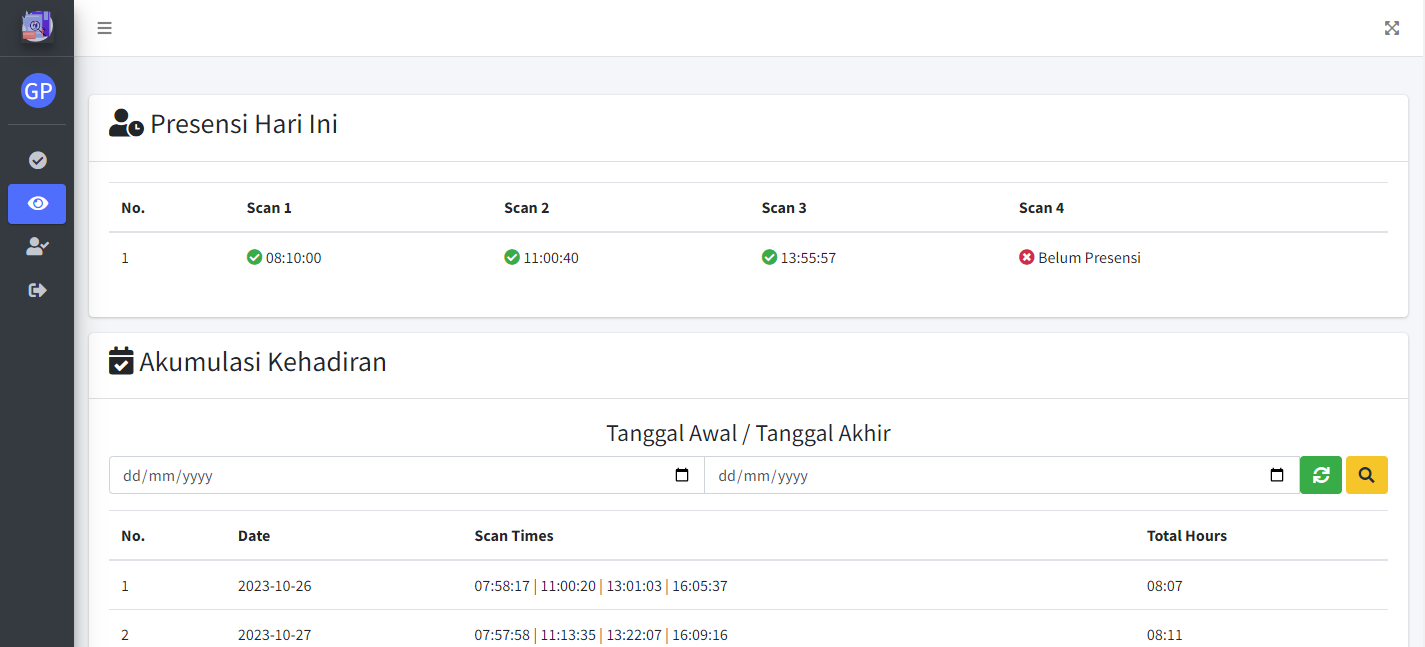 GP
Presensi Hari Ini
No. Scan 1 Scan 2 Scan 3 Scan 4
1 08:10:00 11:00:40 13:55:57 Belum Presensi
Akumulasi Kehadiran
Tanggal Awal / Tanggal Akhir
dd/mm/yyyy dd/mm/yyyy
No. Date Scan Times Total Hours
1 2023-10-26 07:58:17 | 11:00:20 | 13:01:03 | 16:05:37 08:07
2 2023-10-27 07:57:58 | 11:13:35 | 13:22:07 | 16:09:16 08:11